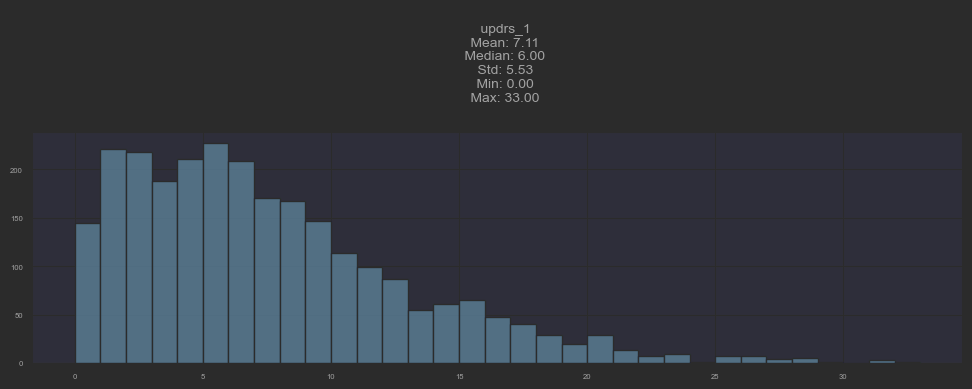 updrs_1
Mean: 7.11
Median: 6.00
Std: 5.53
Min: 0.00
Max: 33.00
200
150
100
50
0
0 5 10 15 20 25 30